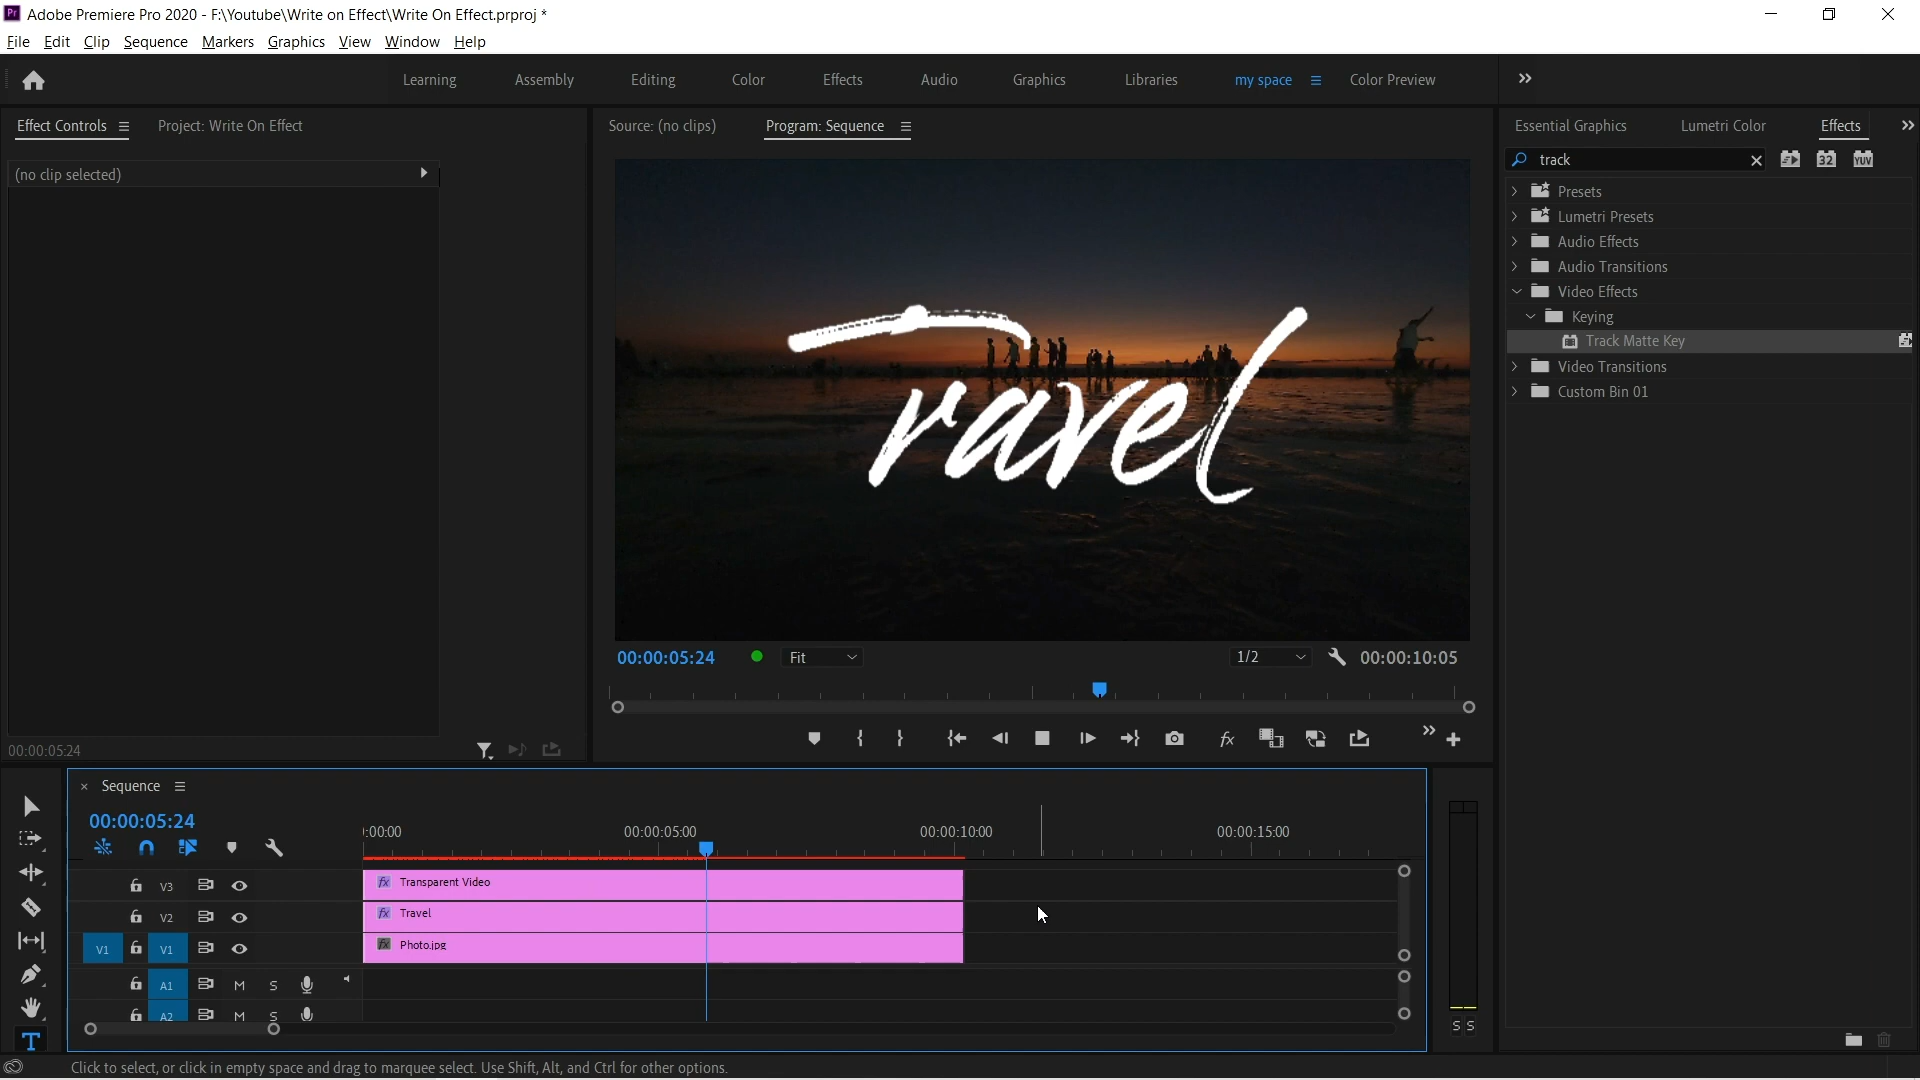 Adobe Premiere Pro 2020 - F:\Youtube\Write on Effect\Write On Effect.prproj *
File Edit Clip Sequence Markers Graphics View Window Help
Learning Assembly Editing Color Effects Audio Graphics Libraries my space Color Preview
Effect Controls Project: Write On Effect
Source: (no clips) Program: Sequence
Essential Graphics Lumetri Color Effects
(no clip selected)
track
32 YUV
Presets
Lumetri Presets
Audio Effects
Audio Transitions
Video Effects
Keying
Track Matte Key
Video Transitions
Custom Bin 01
ravel
00:00:05:24 Fit 1/2 00:00:10:05
00:00:05:24
fx
Sequence
00:00:05:24
:00:00 00:00:05:00 00:00:10:00 00:00:15:00
V3 fx Transparent Video
V2 fx Travel
V1 V1 fx Photo.jpg
A1 M S
A2 M S
S S
Click to select, or click in empty space and drag to marquee select. Use Shift, Alt, and Ctrl for other options.